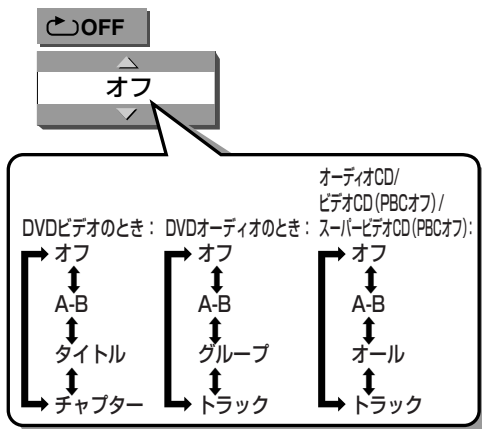 OFF
オフ
オーディオCD/
ビデオCD(PBCオフ)/
DVDビデオのとき: DVDオーディオのとき: スーパービデオCD(PBCオフ):
オフ オフ オフ
A-B A-B A-B
タイトル グループ オール
チャプター トラック トラック